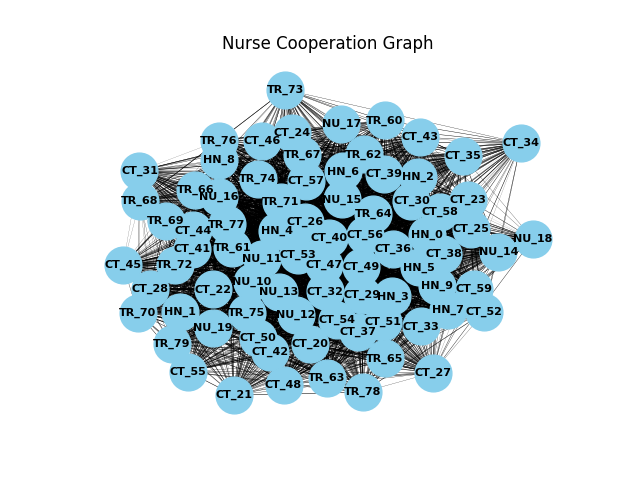 Nurse Cooperation Graph
TR_73
NU_17
TR_60
CT_24
CT_43
TR_76
CT_46
CT_34
TR_67
TR_62
CT_35
HN_8
CT_31
HN_6
CT_39
HN_2
TR_74
CT_57
TR_66
NU_16
TR_68
TR_71
NU_15
CT_30
CT_23
CT_58
TR_64
TR_69
CT_26
TR_77
CT_44
HN_4
CT_40
CT_56
HN_0
CT_25
NU_18
CT_41
TR_61
CT_36
CT_38
NU_14
CT_53
NU_11
CT_45
TR_72
CT_47
CT_49
HN_5
NU_10
CT_28
CT_22
NU_13
CT_32
CT_29
HN_3
HN_9
CT_59
TR_70
HN_1
TR_75
NU_12
CT_54
CT_51
HN_7
CT_52
NU_19
CT_37
CT_33
CT_50
TR_79
CT_42
CT_20
TR_65
CT_55
CT_27
TR_63
CT_48
TR_78
CT_21